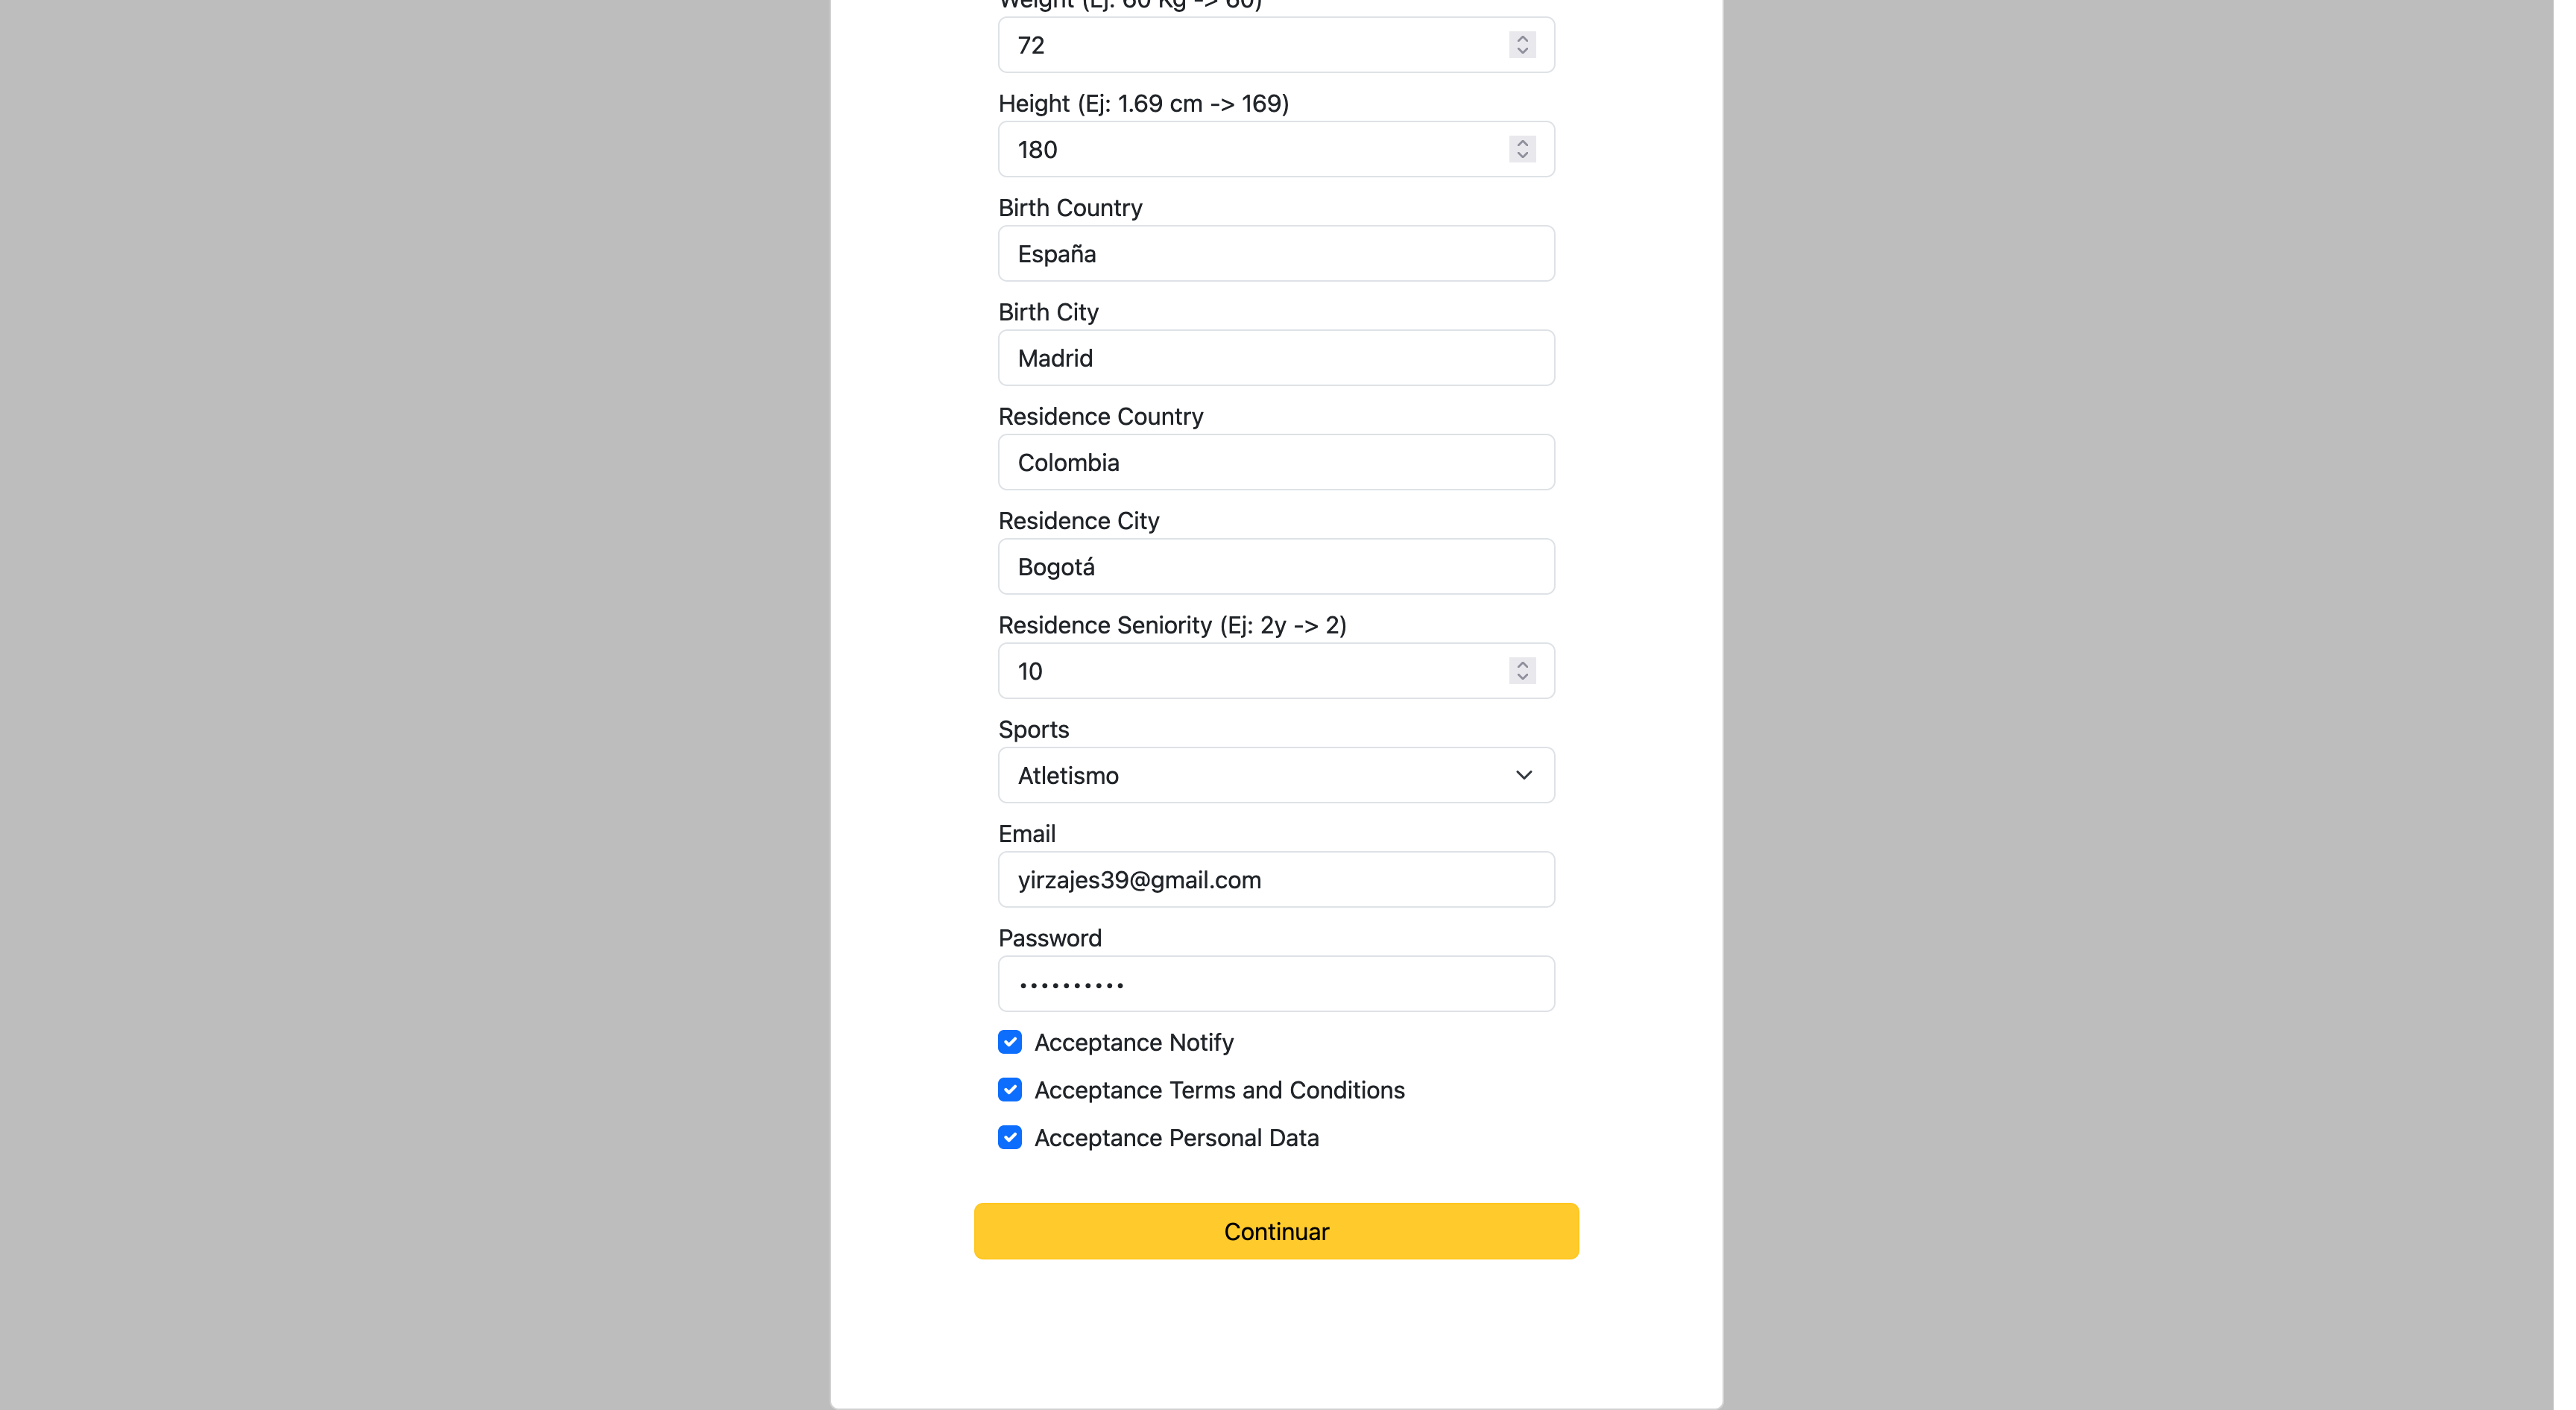 Weight (Ej: 60 Kg -> 60)
72
Height (Ej: 1.69 cm -> 169)
180
Birth Country
España
Birth City
Madrid
Residence Country
Colombia
Residence City
Bogotá
Residence Seniority (Ej: 2y -> 2)
10
Sports
Atletismo
Email
yirzajes39@gmail.com
Password
••••••••••
Acceptance Notify
Acceptance Terms and Conditions
Acceptance Personal Data
Continuar